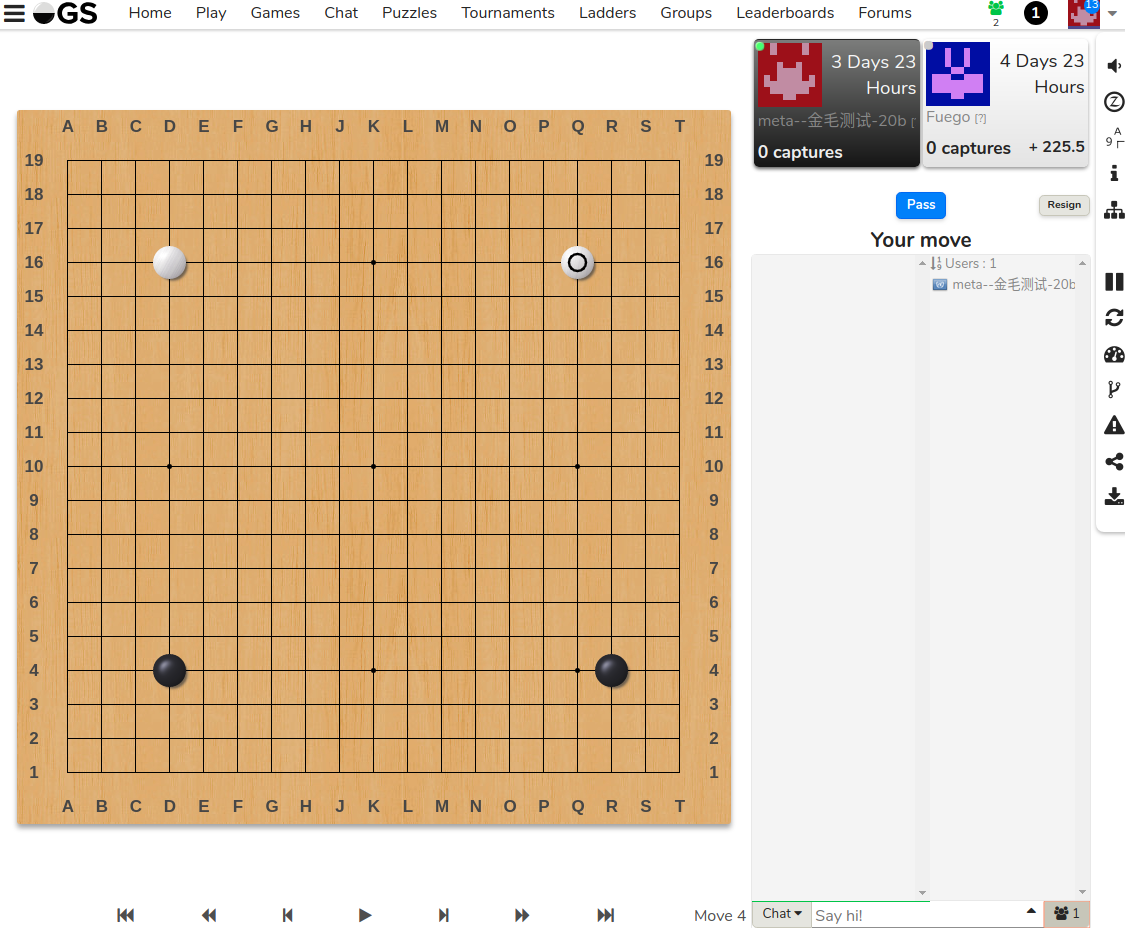 OGS Home Play Games Chat Puzzles Tournaments Ladders Groups Leaderboards Forums 2 1 13
3 Days 23 Hours
meta--金毛测试-20b [
0 captures
4 Days 23 Hours
Fuego [?]
0 captures + 225.5
Z
A
9
Pass Resign
Your move
Users : 1
meta--金毛测试-20b
A B C D E F G H J K L M N O P Q R S T
19 19
18 18
17 17
16 16
15 15
14 14
13 13
12 12
11 11
10 10
9 9
8 8
7 7
6 6
5 5
4 4
3 3
2 2
1 1
A B C D E F G H J K L M N O P Q R S T
Move 4 Chat Say hi! 1